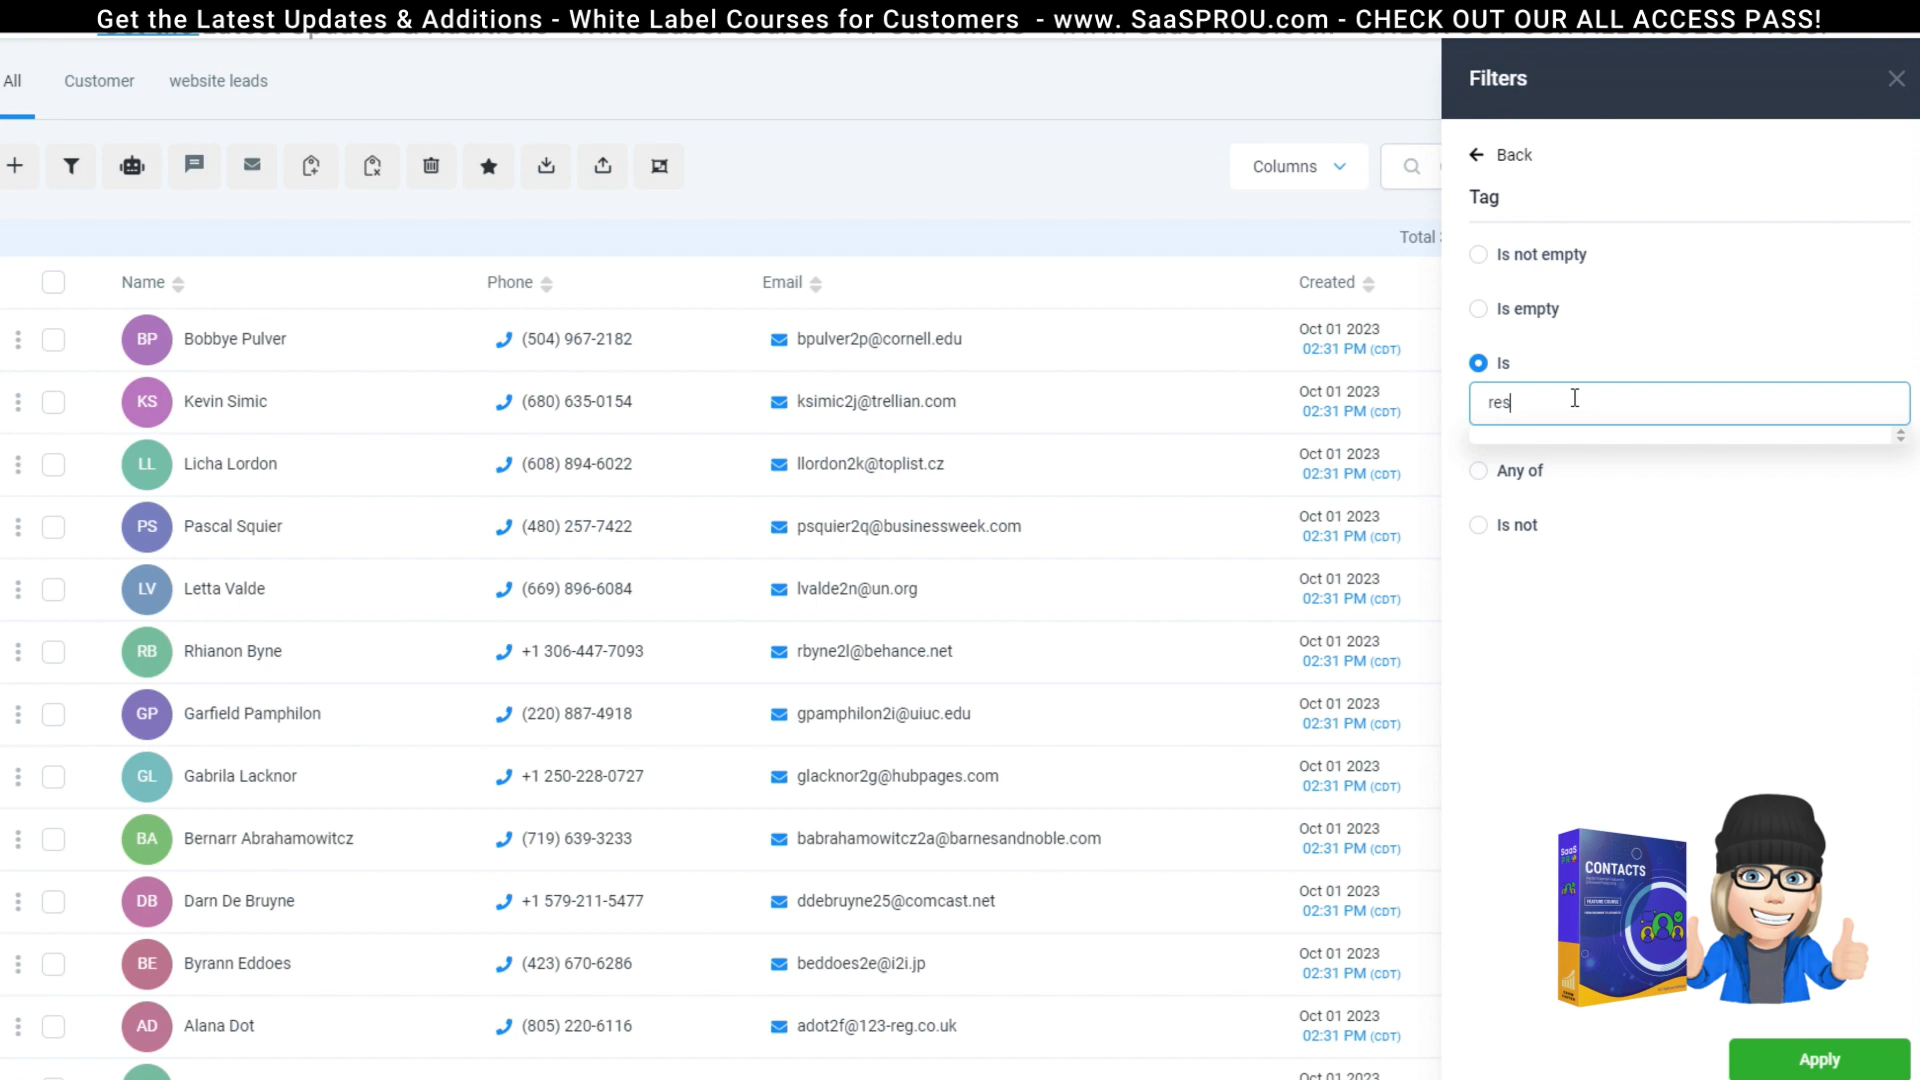 Get the Latest Updates & Additions - White Label Courses for Customers - www. SaaSPROU.com - CHECK OUT OUR ALL ACCESS PASS!
All Customer website leads
Filters
Back
Tag
Columns
Total
Name Phone Email Created
Is not empty
Is empty
Is
res
Any of
Is not
BP Bobbye Pulver (504) 967-2182 bpulver2p@cornell.edu Oct 01 2023
02:31 PM (CDT)
KS Kevin Simic (680) 635-0154 ksimic2j@trellian.com Oct 01 2023
02:31 PM (CDT)
LL Licha Lordon (608) 894-6022 llordon2k@toplist.cz Oct 01 2023
02:31 PM (CDT)
PS Pascal Squier (480) 257-7422 psquier2q@businessweek.com Oct 01 2023
02:31 PM (CDT)
LV Letta Valde (669) 896-6084 lvalde2n@un.org Oct 01 2023
02:31 PM (CDT)
RB Rhianon Byne +1 306-447-7093 rbyne2l@behance.net Oct 01 2023
02:31 PM (CDT)
GP Garfield Pamphilon (220) 887-4918 gpamphilon2i@uiuc.edu Oct 01 2023
02:31 PM (CDT)
GL Gabrila Lacknor +1 250-228-0727 glacknor2g@hubpages.com Oct 01 2023
02:31 PM (CDT)
BA Bernarr Abrahamowitcz (719) 639-3233 babrahamowitcz2a@barnesandnoble.com Oct 01 2023
02:31 PM (CDT)
DB Darn De Bruyne +1 579-211-5477 ddebruyne25@comcast.net Oct 01 2023
02:31 PM (CDT)
BE Byrann Eddoes (423) 670-6286 beddoes2e@i2i.jp Oct 01 2023
02:31 PM (CDT)
AD Alana Dot (805) 220-6116 adot2f@123-reg.co.uk Oct 01 2023
02:31 PM (CDT)
Oct 01 2023
SaaS
PRO
CONTACTS
FEATURE COURSE
Apply